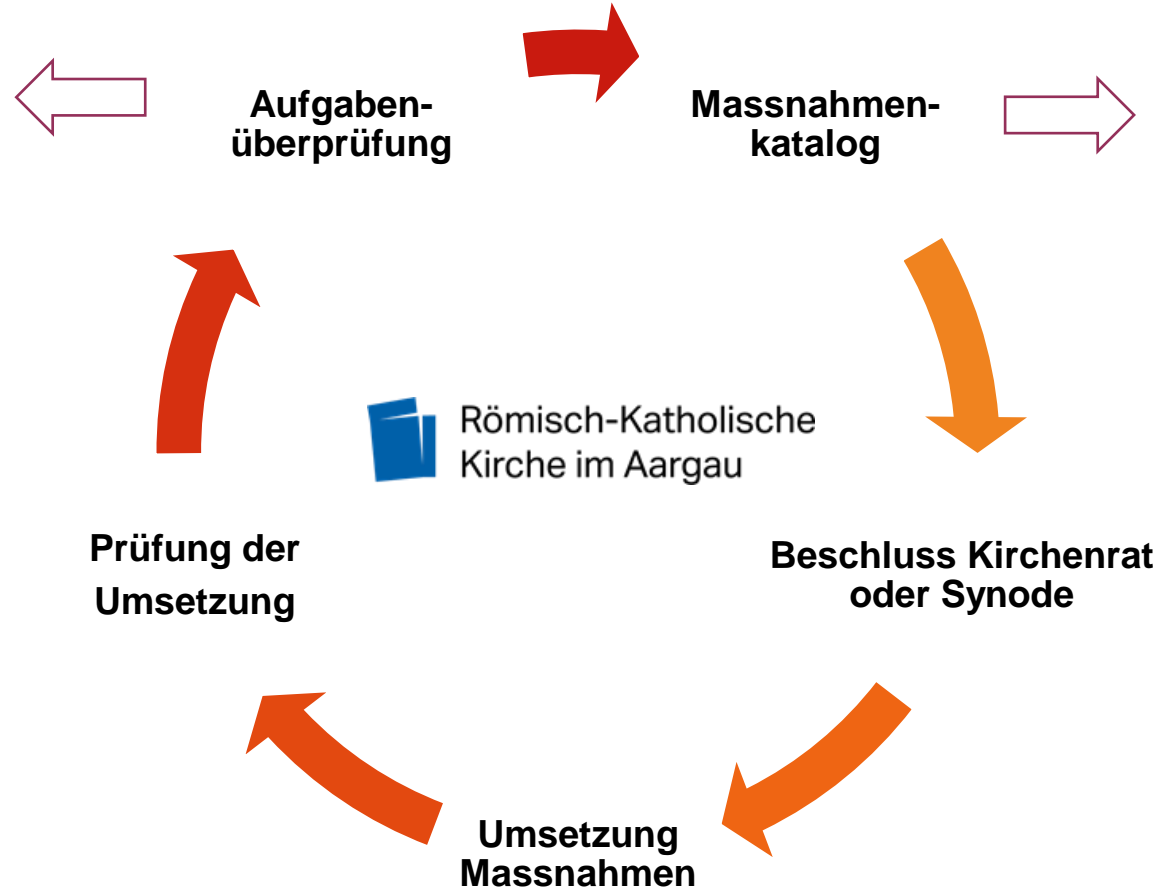 Aufgaben-
überprüfung
Massnahmen-
katalog
Römisch-Katholische
Kirche im Aargau
Prüfung der
Umsetzung
Beschluss Kirchenrat
oder Synode
Umsetzung
Massnahmen